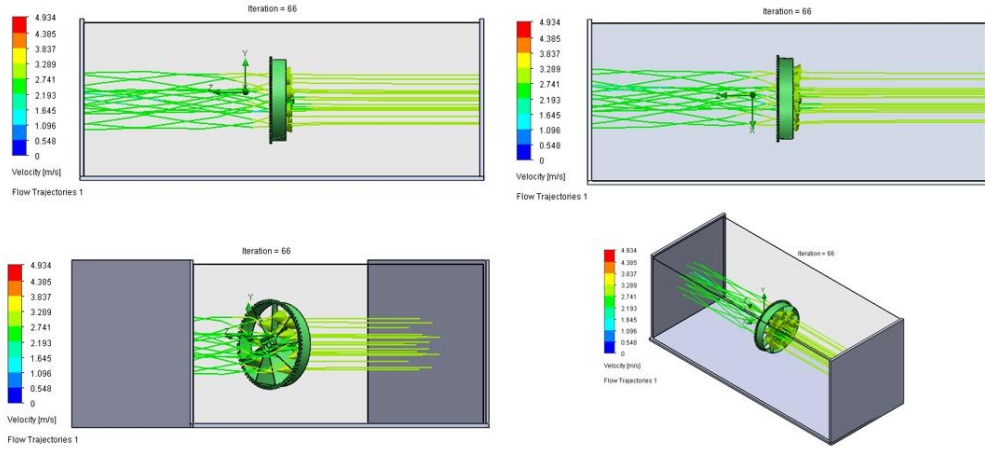 Iteration = 66
4.934
4.385
3.837
3.289
2.741
2.193
1.645
1.096
0.548
0
Velocity [m/s]
Flow Trajectories 1
Y
Z
Iteration = 66
4.934
4.385
3.837
3.289
2.741
2.193
1.645
1.096
0.548
0
Velocity [m/s]
Flow Trajectories 1
Z
X
Iteration = 66
4.934
4.385
3.837
3.289
2.741
2.193
1.645
1.096
0.548
0
Velocity [m/s]
Flow Trajectories 1
Y
Iteration = 66
4.934
4.385
3.837
3.289
2.741
2.193
1.645
1.096
0.548
0
Velocity [m/s]
Flow Trajectories 1
Y